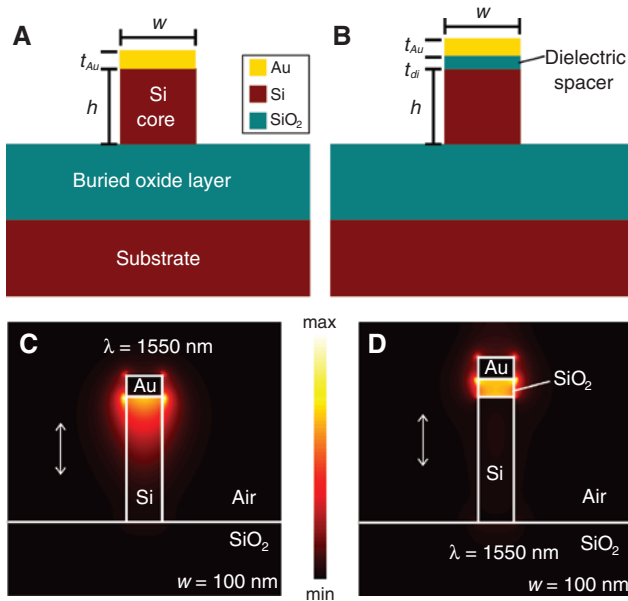 A
w
t_Au
h
Si
core
Au
Si
SiO₂
Buried oxide layer
Substrate
B
w
t_Au
t_di
h
Dielectric
spacer
C
λ = 1550 nm
Au
Si
Air
SiO₂
w = 100 nm
max
min
D
Au
SiO₂
Si
Air
SiO₂
λ = 1550 nm
w = 100 nm